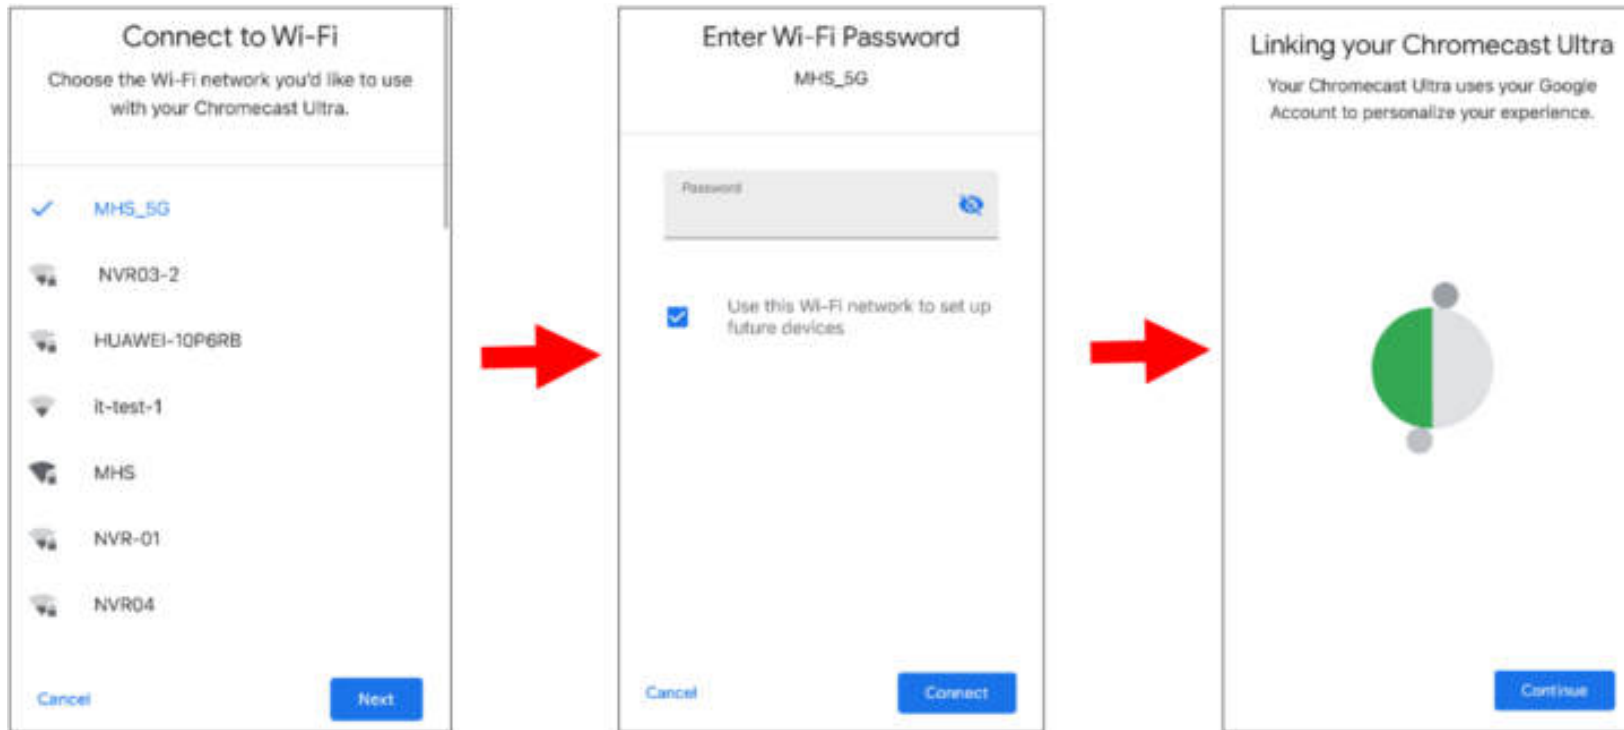 Connect to Wi-Fi
Choose the Wi-Fi network you'd like to use
with your Chromecast Ultra.
MHS_5G
NVR03-2
HUAWEI-10P6RB
it-test-1
MHS
NVR-01
NVR04
Cancel
Next
Enter Wi-Fi Password
MHS_5G
Password
Use this Wi-Fi network to set up
future devices
Cancel
Connect
Linking your Chromecast Ultra
Your Chromecast Ultra uses your Google
Account to personalize your experience.
Continue